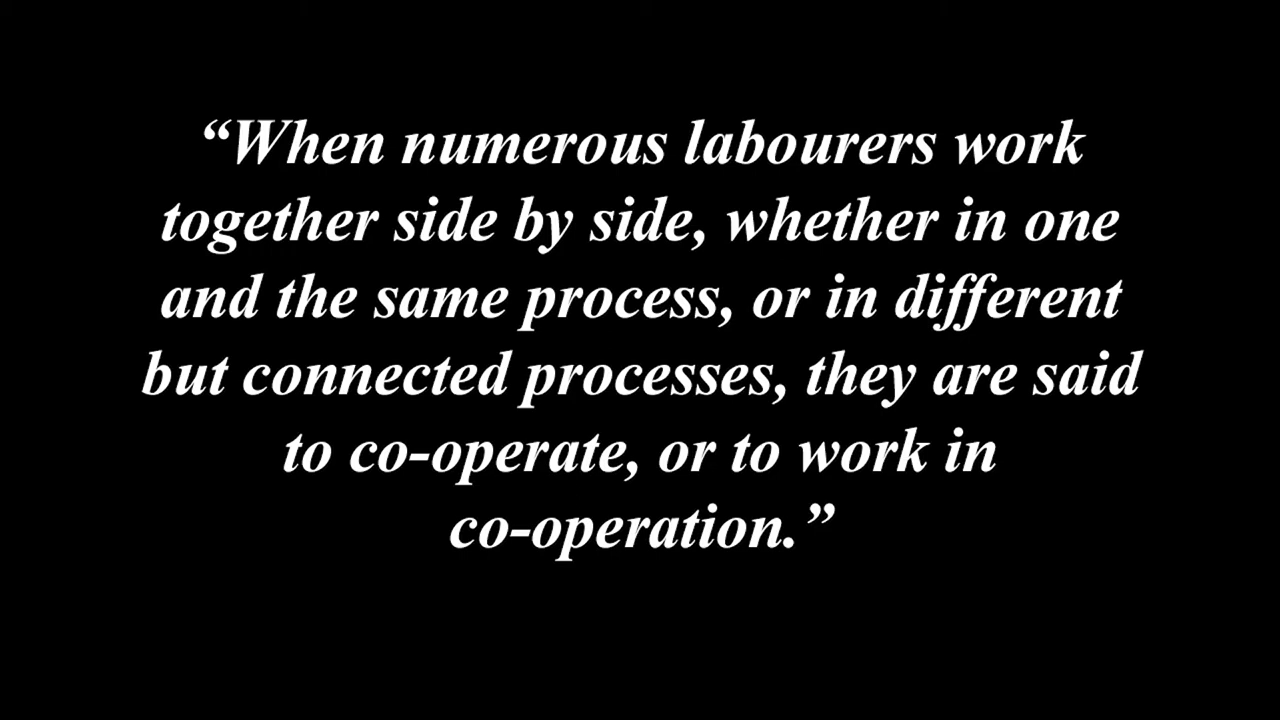 “When numerous labourers work
together side by side, whether in one
and the same process, or in different
but connected processes, they are said
to co-operate, or to work in
co-operation.”